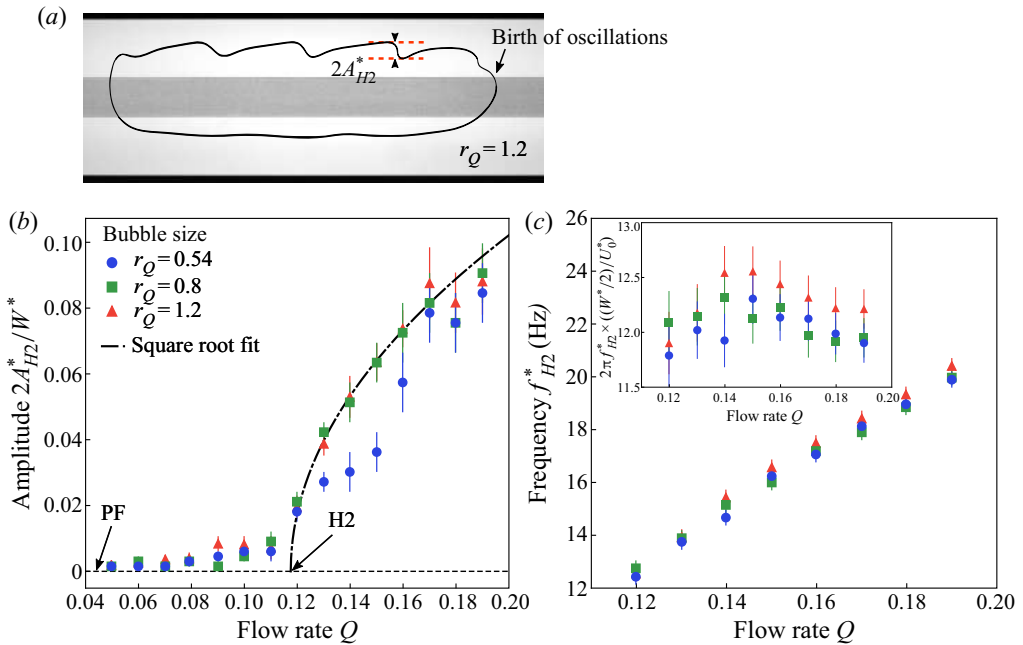 (a)
Birth of oscillations
2A*H2
rQ = 1.2
(b)
Amplitude 2A*H2/W*
0.10
0.08
0.06
0.04
0.02
0
Bubble size
rQ = 0.54
rQ = 0.8
rQ = 1.2
Square root fit
PF
H2
0.04 0.06 0.08 0.10 0.12 0.14 0.16 0.18 0.20
Flow rate Q
(c)
Frequency f*H2 (Hz)
26
24
22
20
18
16
14
12
2π f*H2 × ((W*/2)/U*0)
13.0
12.5
12.0
11.5
0.12 0.14 0.16 0.18 0.20
Flow rate Q
0.12 0.14 0.16 0.18 0.20
Flow rate Q